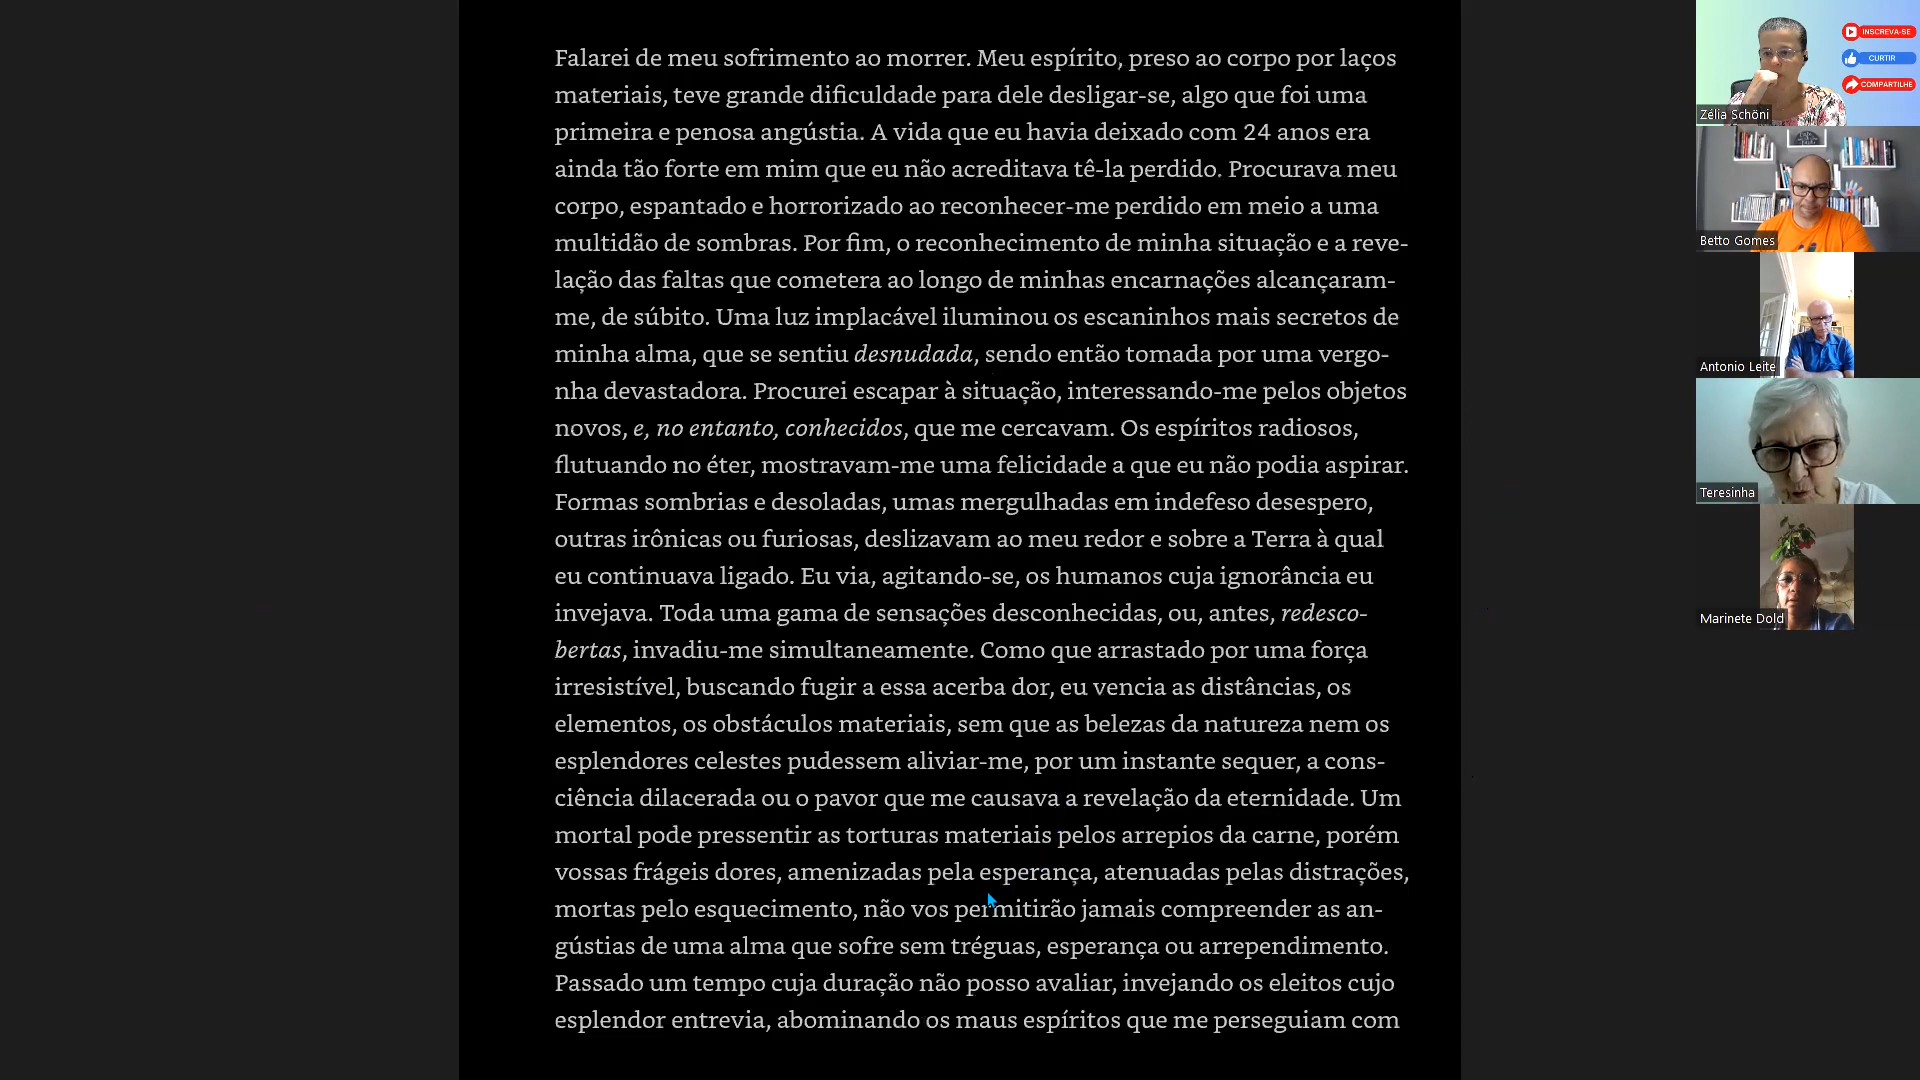 Falarei de meu sofrimento ao morrer. Meu espírito, preso ao corpo por laços
materiais, teve grande dificuldade para dele desligar-se, algo que foi uma
primeira e penosa angústia. A vida que eu havia deixado com 24 anos era
ainda tão forte em mim que eu não acreditava tê-la perdido. Procurava meu
corpo, espantado e horrorizado ao reconhecer-me perdido em meio a uma
multidão de sombras. Por fim, o reconhecimento de minha situação e a reve-
lação das faltas que cometera ao longo de minhas encarnações alcançaram-
me, de súbito. Uma luz implacável iluminou os escaninhos mais secretos de
minha alma, que se sentiu desnudada, sendo então tomada por uma vergo-
nha devastadora. Procurei escapar à situação, interessando-me pelos objetos
novos, e, no entanto, conhecidos, que me cercavam. Os espíritos radiosos,
flutuando no éter, mostravam-me uma felicidade a que eu não podia aspirar.
Formas sombrias e desoladas, umas mergulhadas em indefeso desespero,
outras irônicas ou furiosas, deslizavam ao meu redor e sobre a Terra à qual
eu continuava ligado. Eu via, agitando-se, os humanos cuja ignorância eu
invejava. Toda uma gama de sensações desconhecidas, ou, antes, redesco-
bertas, invadiu-me simultaneamente. Como que arrastado por uma força
irresistível, buscando fugir a essa acerba dor, eu vencia as distâncias, os
elementos, os obstáculos materiais, sem que as belezas da natureza nem os
esplendores celestes pudessem aliviar-me, por um instante sequer, a cons-
ciência dilacerada ou o pavor que me causava a revelação da eternidade. Um
mortal pode pressentir as torturas materiais pelos arrepios da carne, porém
vossas frágeis dores, amenizadas pela esperança, atenuadas pelas distrações,
mortas pelo esquecimento, não vos permitirão jamais compreender as an-
gústias de uma alma que sofre sem tréguas, esperança ou arrependimento.
Passado um tempo cuja duração não posso avaliar, invejando os eleitos cujo
esplendor entrevia, abominando os maus espíritos que me perseguiam com
INSCREVA-SE
CURTIR
COMPARTILHE
Zélia Schöni
Betto Gomes
Antonio Leite
Teresinha
Marinete Dold